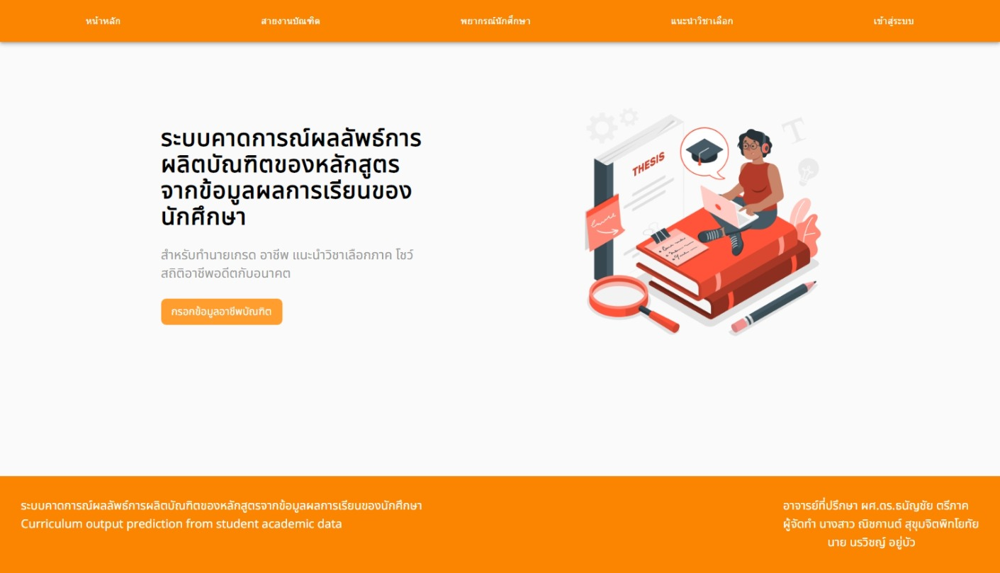 หน้าหลัก
สายงานบัณฑิต
พยากรณ์นักศึกษา
แนะนำวิชาเลือก
เข้าสู่ระบบ
ระบบคาดการณ์ผลลัพธ์การ
ผลิตบัณฑิตของหลักสูตร
จากข้อมูลผลการเรียนของ
นักศึกษา
สำหรับทำนายเกรด อาชีพ แนะนำวิชาเลือกภาค โชว์
สถิติอาชีพอดีตกับอนาคต
กรอกข้อมูลอาชีพบัณฑิต
THESIS
T
ระบบคาดการณ์ผลลัพธ์การผลิตบัณฑิตของหลักสูตรจากข้อมูลผลการเรียนของนักศึกษา
Curriculum output prediction from student academic data
อาจารย์ที่ปรึกษา ผศ.ดร.ธนัญชัย ตรีภาค
ผู้จัดทำ นางสาว ณิชกานต์ สุขุมจิตพิทโยทัย
นาย นรวิชญ์ อยู่บัว